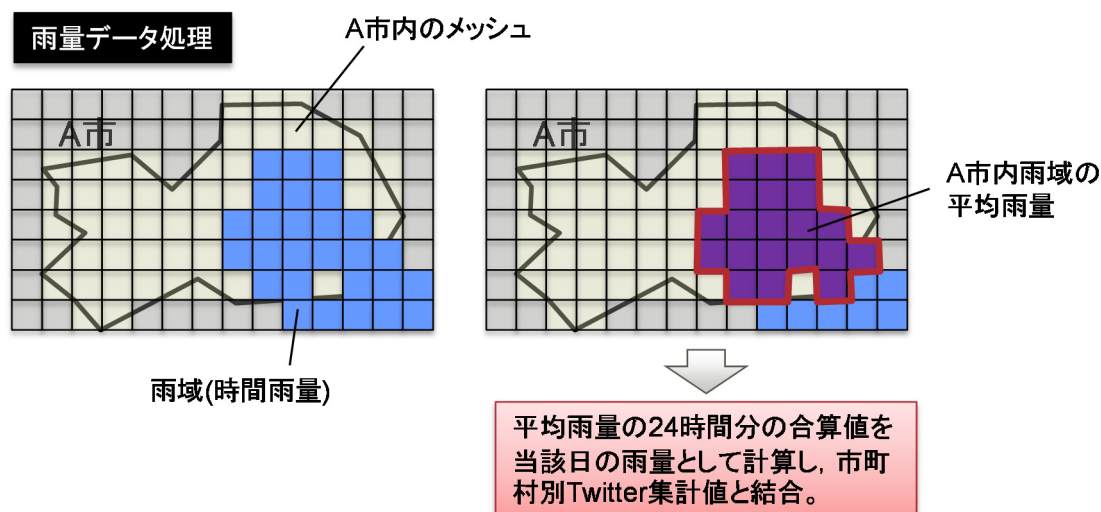 雨量データ処理
A市内のメッシュ
A市
A市
A市内雨域の
平均雨量
雨域(時間雨量)
平均雨量の24時間分の合算値を
当該日の雨量として計算し, 市町
村別Twitter集計値と結合。